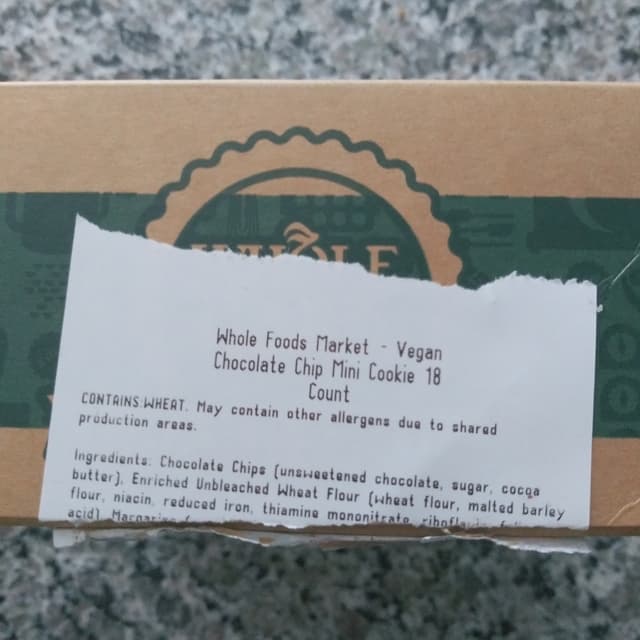 WHOLE
Whole Foods Market - Vegan
Chocolate Chip Mini Cookie 18
Count
CONTAINS:WHEAT. May contain other allergens due to shared
production areas.
Ingredients: Chocolate Chips (unsweetened chocolate, sugar, cocoa
butter), Enriched Unbleached Wheat Flour (wheat flour, malted barley
flour, niacin, reduced iron, thiamine mononitrate,
acid), Margarine